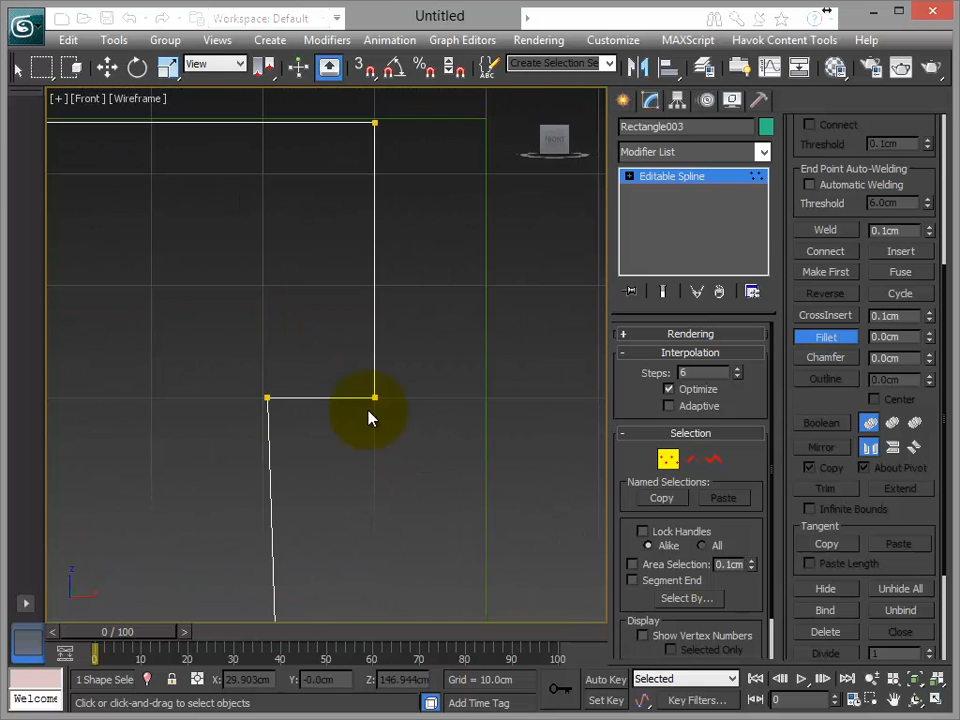 Workspace: Default
Untitled
Edit Tools Group Views Create Modifiers Animation Graph Editors Rendering Customize MAXScript Havok Content Tools Help
View
3
%
ABC
Create Selection Se
[+] [Front] [Wireframe]
FRONT
z
Rectangle003
Modifier List
Editable Spline
Rendering
Interpolation
Steps: 6
Optimize
Adaptive
Selection
Named Selections:
Copy Paste
Lock Handles
Alike All
Area Selection: 0.1cm
Segment End
Select By...
Display
Show Vertex Numbers
Selected Only
Connect
Threshold 0.1cm
End Point Auto-Welding
Automatic Welding
Threshold 6.0cm
Weld 0.1cm
Connect Insert
Make First Fuse
Reverse Cycle
CrossInsert 0.1cm
Fillet 0.0cm
Chamfer 0.0cm
Outline 0.0cm
Center
Boolean
Mirror
Copy About Pivot
Trim Extend
Infinite Bounds
Tangent
Copy Paste
Paste Length
Hide Unhide All
Bind Unbind
Delete Close
Divide 1
0 / 100
0 10 20 30 40 50 60 70 80 90 100
1 Shape Sele X: 29.903cm Y: -0.0cm Z: 146.944cm Grid = 10.0cm Auto Key Selected
Welcome Click or click-and-drag to select objects Add Time Tag Set Key Key Filters... 0